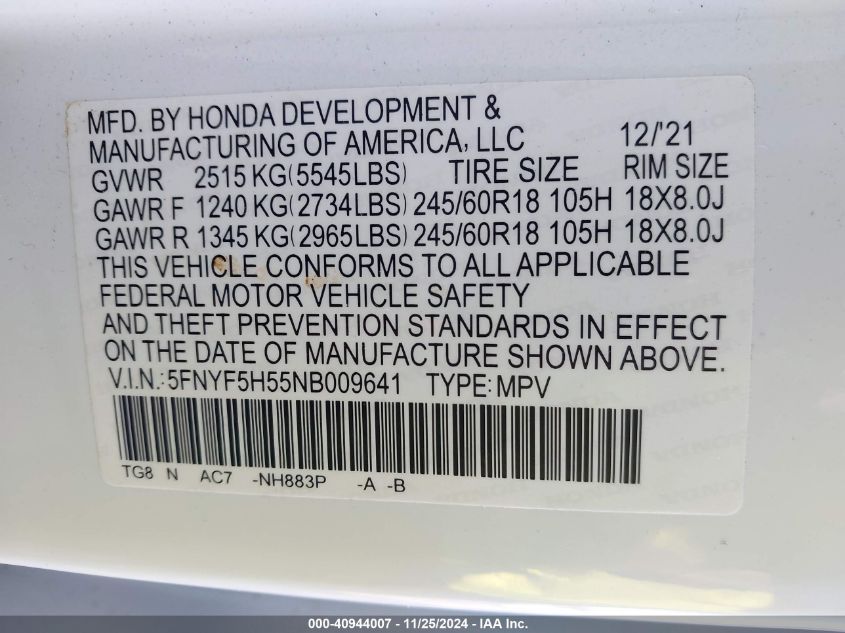 MFD. BY HONDA DEVELOPMENT &
MANUFACTURING OF AMERICA, LLC 12/'21
GVWR 2515 KG(5545LBS) TIRE SIZE RIM SIZE
GAWR F 1240 KG(2734LBS) 245/60R18 105H 18X8.0J
GAWR R 1345 KG(2965LBS) 245/60R18 105H 18X8.0J
THIS VEHICLE CONFORMS TO ALL APPLICABLE
FEDERAL MOTOR VEHICLE SAFETY
AND THEFT PREVENTION STANDARDS IN EFFECT
ON THE DATE OF MANUFACTURE SHOWN ABOVE.
V.I.N.:5FNYF5H55NB009641 TYPE:MPV
TG8 N AC7 -NH883P -A -B
000-40944007 - 11/25/2024 - IAA Inc.